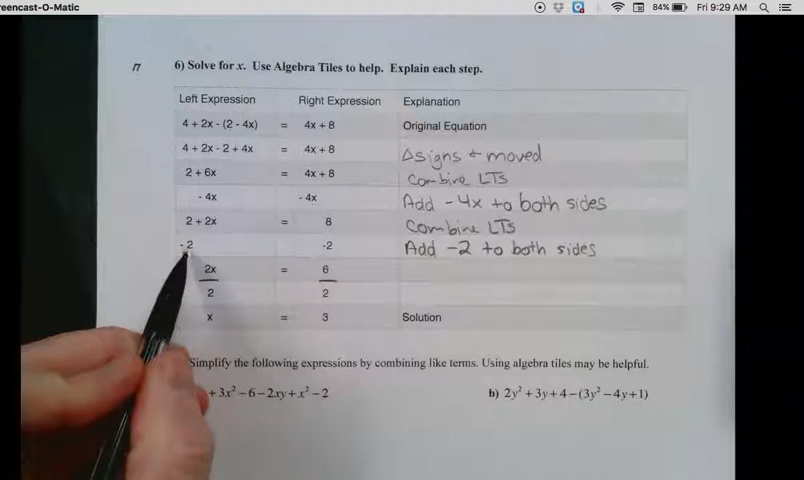 reencast-O-Matic 84% Fri 9:29 AM
6) Solve for x. Use Algebra Tiles to help. Explain each step.
Left Expression Right Expression Explanation
4 + 2x - (2 - 4x) = 4x + 8 Original Equation
4 + 2x - 2 + 4x = 4x + 8 Δsigns + moved
2 + 6x = 4x + 8 Combine LTs
- 4x - 4x Add -4x to both sides
2 + 2x = 8 Combine LTs
- 2 -2 Add -2 to both sides
2x = 6
2 2
x = 3 Solution
Simplify the following expressions by combining like terms. Using algebra tiles may be helpful.
+ 3x² - 6 - 2xy + x² - 2 b) 2y² + 3y + 4 - (3y² - 4y + 1)